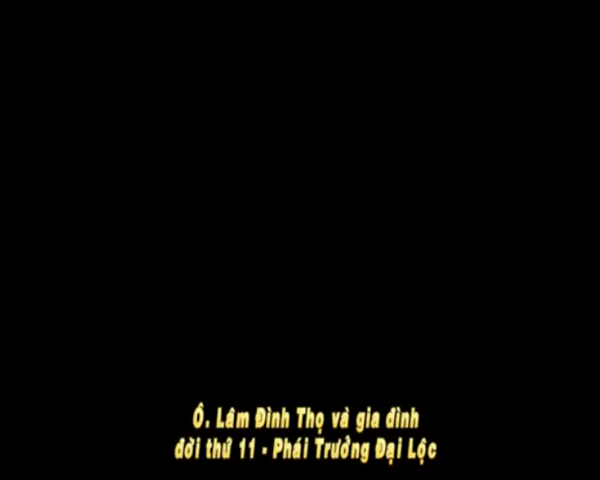 Ô. Lâm Đình Thọ và gia đình
đời thứ 11 - Phái Trưởng Đại Lộc